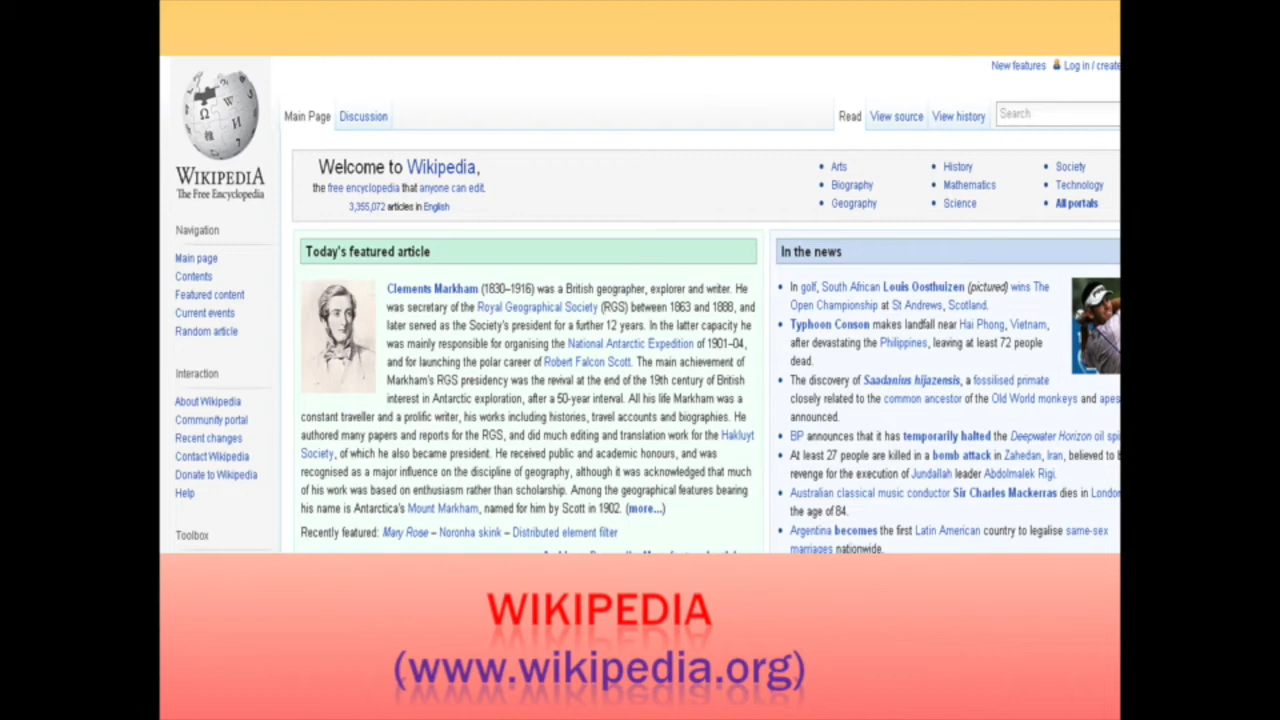 New features Log in / create
Main Page Discussion Read View source View history Search
WIKIPEDIA
The Free Encyclopedia
Navigation
Main page
Contents
Featured content
Current events
Random article
Interaction
About Wikipedia
Community portal
Recent changes
Contact Wikipedia
Donate to Wikipedia
Help
Toolbox
Welcome to Wikipedia,
the free encyclopedia that anyone can edit.
3,355,072 articles in English
Arts History Society
Biography Mathematics Technology
Geography Science All portals
Today's featured article
Clements Markham (1830–1916) was a British geographer, explorer and writer. He
was secretary of the Royal Geographical Society (RGS) between 1863 and 1888, and
later served as the Society's president for a further 12 years. In the latter capacity he
was mainly responsible for organising the National Antarctic Expedition of 1901–04,
and for launching the polar career of Robert Falcon Scott. The main achievement of
Markham's RGS presidency was the revival at the end of the 19th century of British
interest in Antarctic exploration, after a 50-year interval. All his life Markham was a
constant traveller and a prolific writer, his works including histories, travel accounts and biographies. He
authored many papers and reports for the RGS, and did much editing and translation work for the Hakluyt
Society, of which he also became president. He received public and academic honours, and was
recognised as a major influence on the discipline of geography, although it was acknowledged that much
of his work was based on enthusiasm rather than scholarship. Among the geographical features bearing
his name is Antarctica's Mount Markham, named for him by Scott in 1902. (more...)
Recently featured: Mary Rose – Noronha skink – Distributed element filter
In the news
In golf, South African Louis Oosthuizen (pictured) wins The
Open Championship at St Andrews, Scotland.
Typhoon Conson makes landfall near Hai Phong, Vietnam,
after devastating the Philippines, leaving at least 72 people
dead.
The discovery of Saadanius hijazensis, a fossilised primate
closely related to the common ancestor of the Old World monkeys and apes
announced.
BP announces that it has temporarily halted the Deepwater Horizon oil spi
At least 27 people are killed in a bomb attack in Zahedan, Iran, believed to b
revenge for the execution of Jundallah leader Abdolmalek Rigi.
Australian classical music conductor Sir Charles Mackerras dies in London
the age of 84.
Argentina becomes the first Latin American country to legalise same-sex
marriages nationwide.
WIKIPEDIA
(www.wikipedia.org)